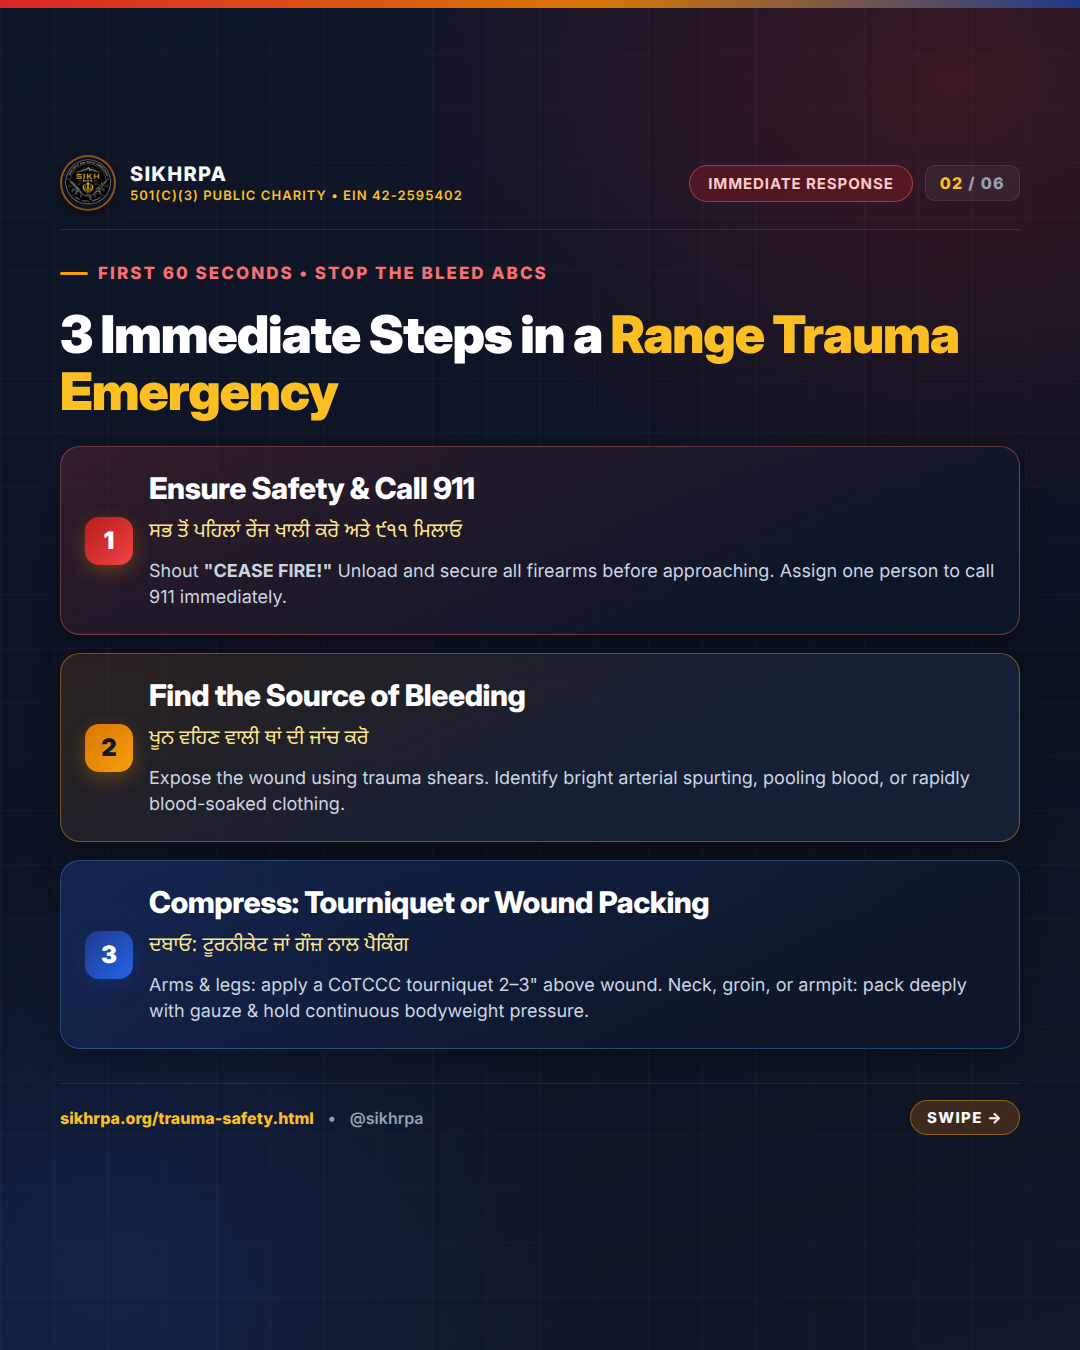 SIKH
SIKHRPA
501(C)(3) PUBLIC CHARITY • EIN 42-2595402
IMMEDIATE RESPONSE
02 / 06
FIRST 60 SECONDS • STOP THE BLEED ABCS
3 Immediate Steps in a Range Trauma
Emergency
1
Ensure Safety & Call 911
ਸਭ ਤੋਂ ਪਹਿਲਾਂ ਰੇਂਜ ਖਾਲੀ ਕਰੋ ਅਤੇ ੯੧੧ ਮਿਲਾਓ
Shout "CEASE FIRE!" Unload and secure all firearms before approaching. Assign one person to call
911 immediately.
2
Find the Source of Bleeding
ਖੂਨ ਵਹਿਣ ਵਾਲੀ ਥਾਂ ਦੀ ਜਾਂਚ ਕਰੋ
Expose the wound using trauma shears. Identify bright arterial spurting, pooling blood, or rapidly
blood-soaked clothing.
3
Compress: Tourniquet or Wound Packing
ਦਬਾਓ: ਟੂਰਨੀਕੇਟ ਜਾਂ ਗੌਜ਼ ਨਾਲ ਪੈਕਿੰਗ
Arms & legs: apply a CoTCCC tourniquet 2–3" above wound. Neck, groin, or armpit: pack deeply
with gauze & hold continuous bodyweight pressure.
sikhrpa.org/trauma-safety.html • @sikhrpa
SWIPE →